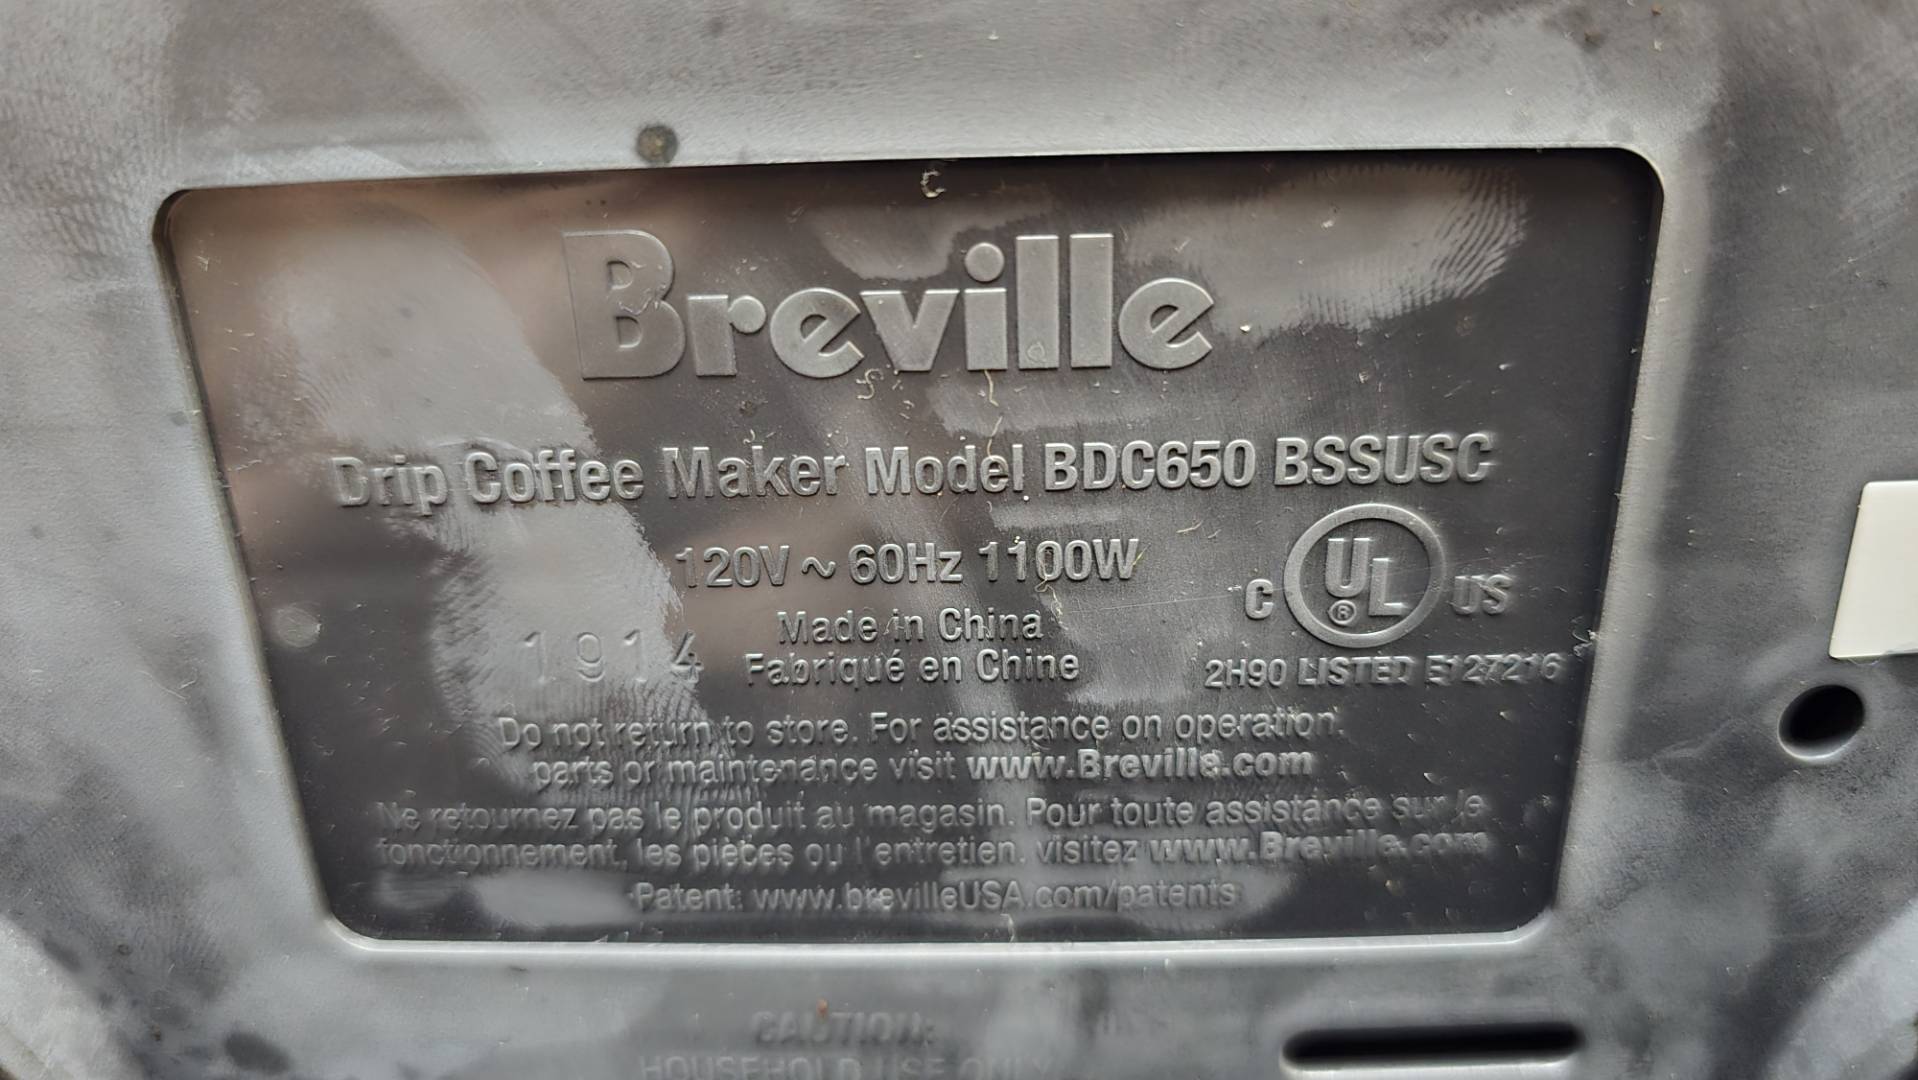 Breville
Drip Coffee Maker Model BDC650 BSSUSC
120V ~ 60Hz 1100W
C UL® US
Made in China
1914 Fabriqué en Chine
2H90 LISTED E127216
Do not return to store. For assistance on operation,
parts or maintenance visit www.Breville.com
Ne retournez pas le produit au magasin. Pour toute assistance sur le
fonctionnement, les pièces ou l'entretien, visitez www.Breville.com
Patent: www.brevilleUSA.com/patents
CAUTION:
HOUSEHOLD USE ONLY